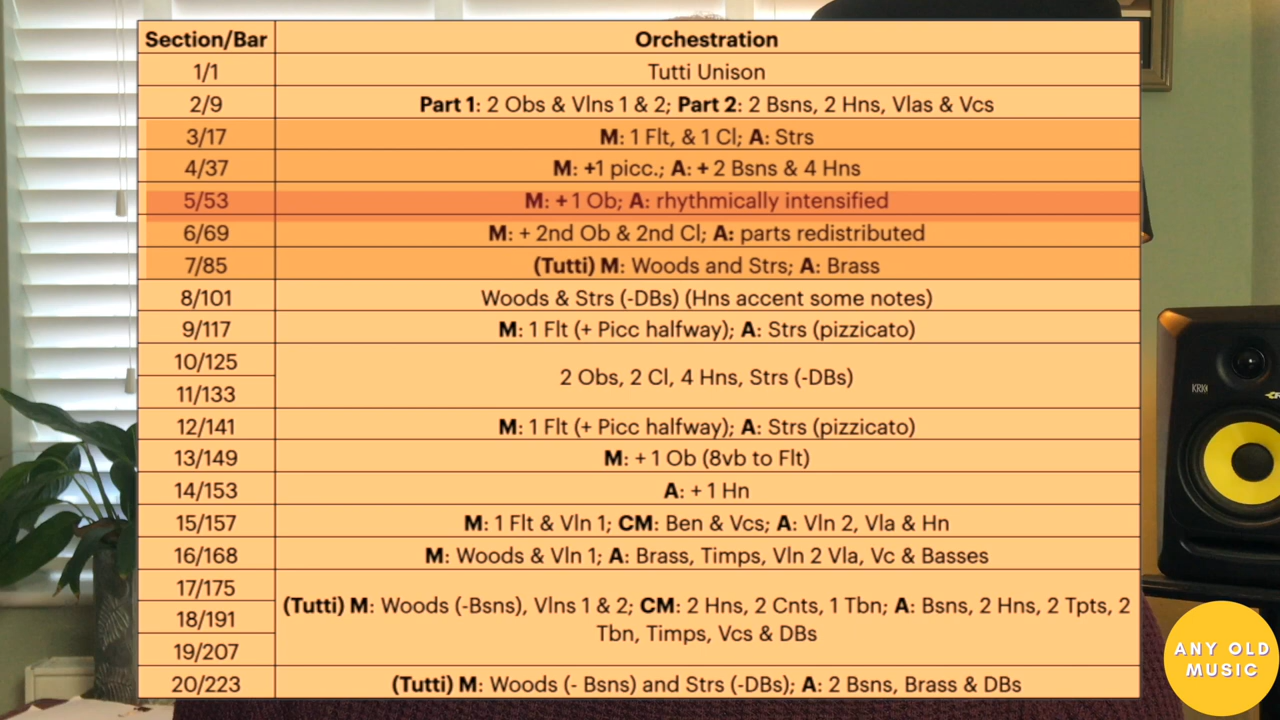 Section/Bar Orchestration
1/1 Tutti Unison
2/9 Part 1: 2 Obs & Vlns 1 & 2; Part 2: 2 Bsns, 2 Hns, Vlas & Vcs
3/17 M: 1 Flt, & 1 Cl; A: Strs
4/37 M: +1 picc.; A: + 2 Bsns & 4 Hns
5/53 M: + 1 Ob; A: rhythmically intensified
6/69 M: + 2nd Ob & 2nd Cl; A: parts redistributed
7/85 (Tutti) M: Woods and Strs; A: Brass
8/101 Woods & Strs (-DBs) (Hns accent some notes)
9/117 M: 1 Flt (+ Picc halfway); A: Strs (pizzicato)
10/125
11/133
2 Obs, 2 Cl, 4 Hns, Strs (-DBs)
12/141 M: 1 Flt (+ Picc halfway); A: Strs (pizzicato)
13/149 M: + 1 Ob (8vb to Flt)
14/153 A: + 1 Hn
15/157 M: 1 Flt & Vln 1; CM: Ben & Vcs; A: Vln 2, Vla & Hn
16/168 M: Woods & Vln 1; A: Brass, Timps, Vln 2 Vla, Vc & Basses
17/175
18/191
19/207
(Tutti) M: Woods (-Bsns), Vlns 1 & 2; CM: 2 Hns, 2 Cnts, 1 Tbn; A: Bsns, 2 Hns, 2 Tpts, 2
Tbn, Timps, Vcs & DBs
20/223 (Tutti) M: Woods (- Bsns) and Strs (-DBs); A: 2 Bsns, Brass & DBs
KRK
ANY OLD
MUSIC